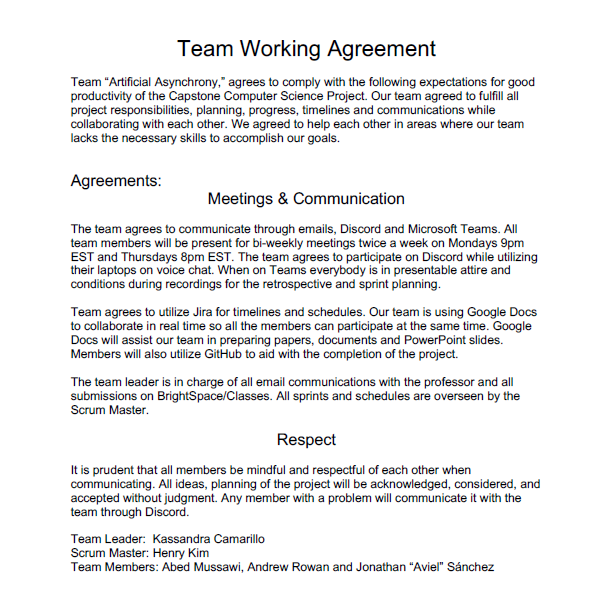 Team Working Agreement
Team “Artificial Asynchrony,” agrees to comply with the following expectations for good
productivity of the Capstone Computer Science Project. Our team agreed to fulfill all
project responsibilities, planning, progress, timelines and communications while
collaborating with each other. We agreed to help each other in areas where our team
lacks the necessary skills to accomplish our goals.
Agreements:
Meetings & Communication
The team agrees to communicate through emails, Discord and Microsoft Teams. All
team members will be present for bi-weekly meetings twice a week on Mondays 9pm
EST and Thursdays 8pm EST. The team agrees to participate on Discord while utilizing
their laptops on voice chat. When on Teams everybody is in presentable attire and
conditions during recordings for the retrospective and sprint planning.
Team agrees to utilize Jira for timelines and schedules. Our team is using Google Docs
to collaborate in real time so all the members can participate at the same time. Google
Docs will assist our team in preparing papers, documents and PowerPoint slides.
Members will also utilize GitHub to aid with the completion of the project.
The team leader is in charge of all email communications with the professor and all
submissions on BrightSpace/Classes. All sprints and schedules are overseen by the
Scrum Master.
Respect
It is prudent that all members be mindful and respectful of each other when
communicating. All ideas, planning of the project will be acknowledged, considered, and
accepted without judgment. Any member with a problem will communicate it with the
team through Discord.
Team Leader:  Kassandra Camarillo
Scrum Master: Henry Kim
Team Members: Abed Mussawi, Andrew Rowan and Jonathan “Aviel” Sánchez